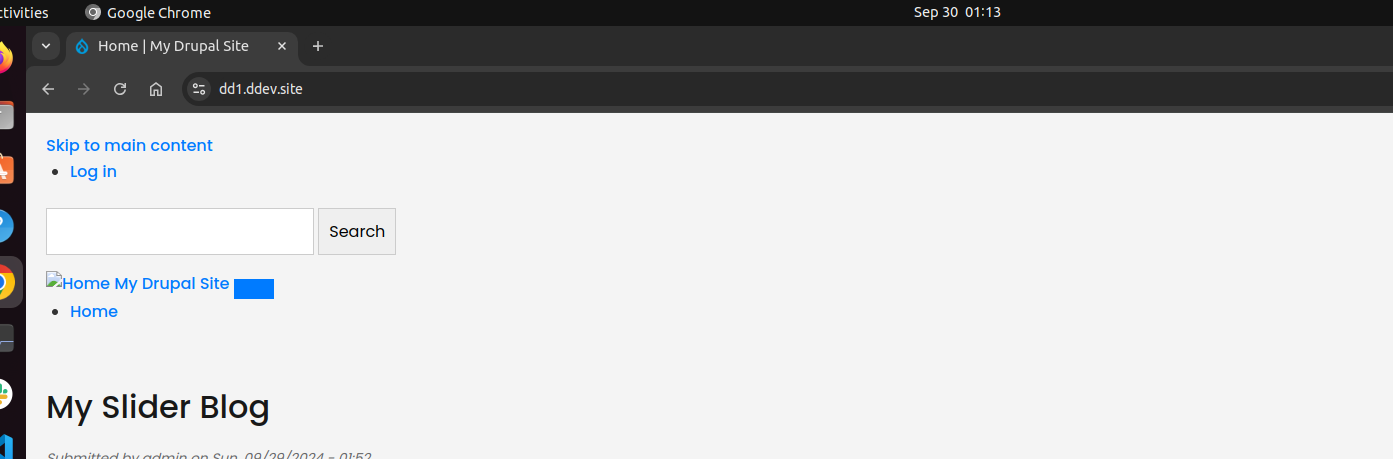 ctivities Google Chrome Sep 30 01:13
Home | My Drupal Site
dd1.ddev.site
Skip to main content
Log in
Search
Home My Drupal Site
Home
My Slider Blog
Submitted by admin on Sun, 09/29/2024 - 01:52